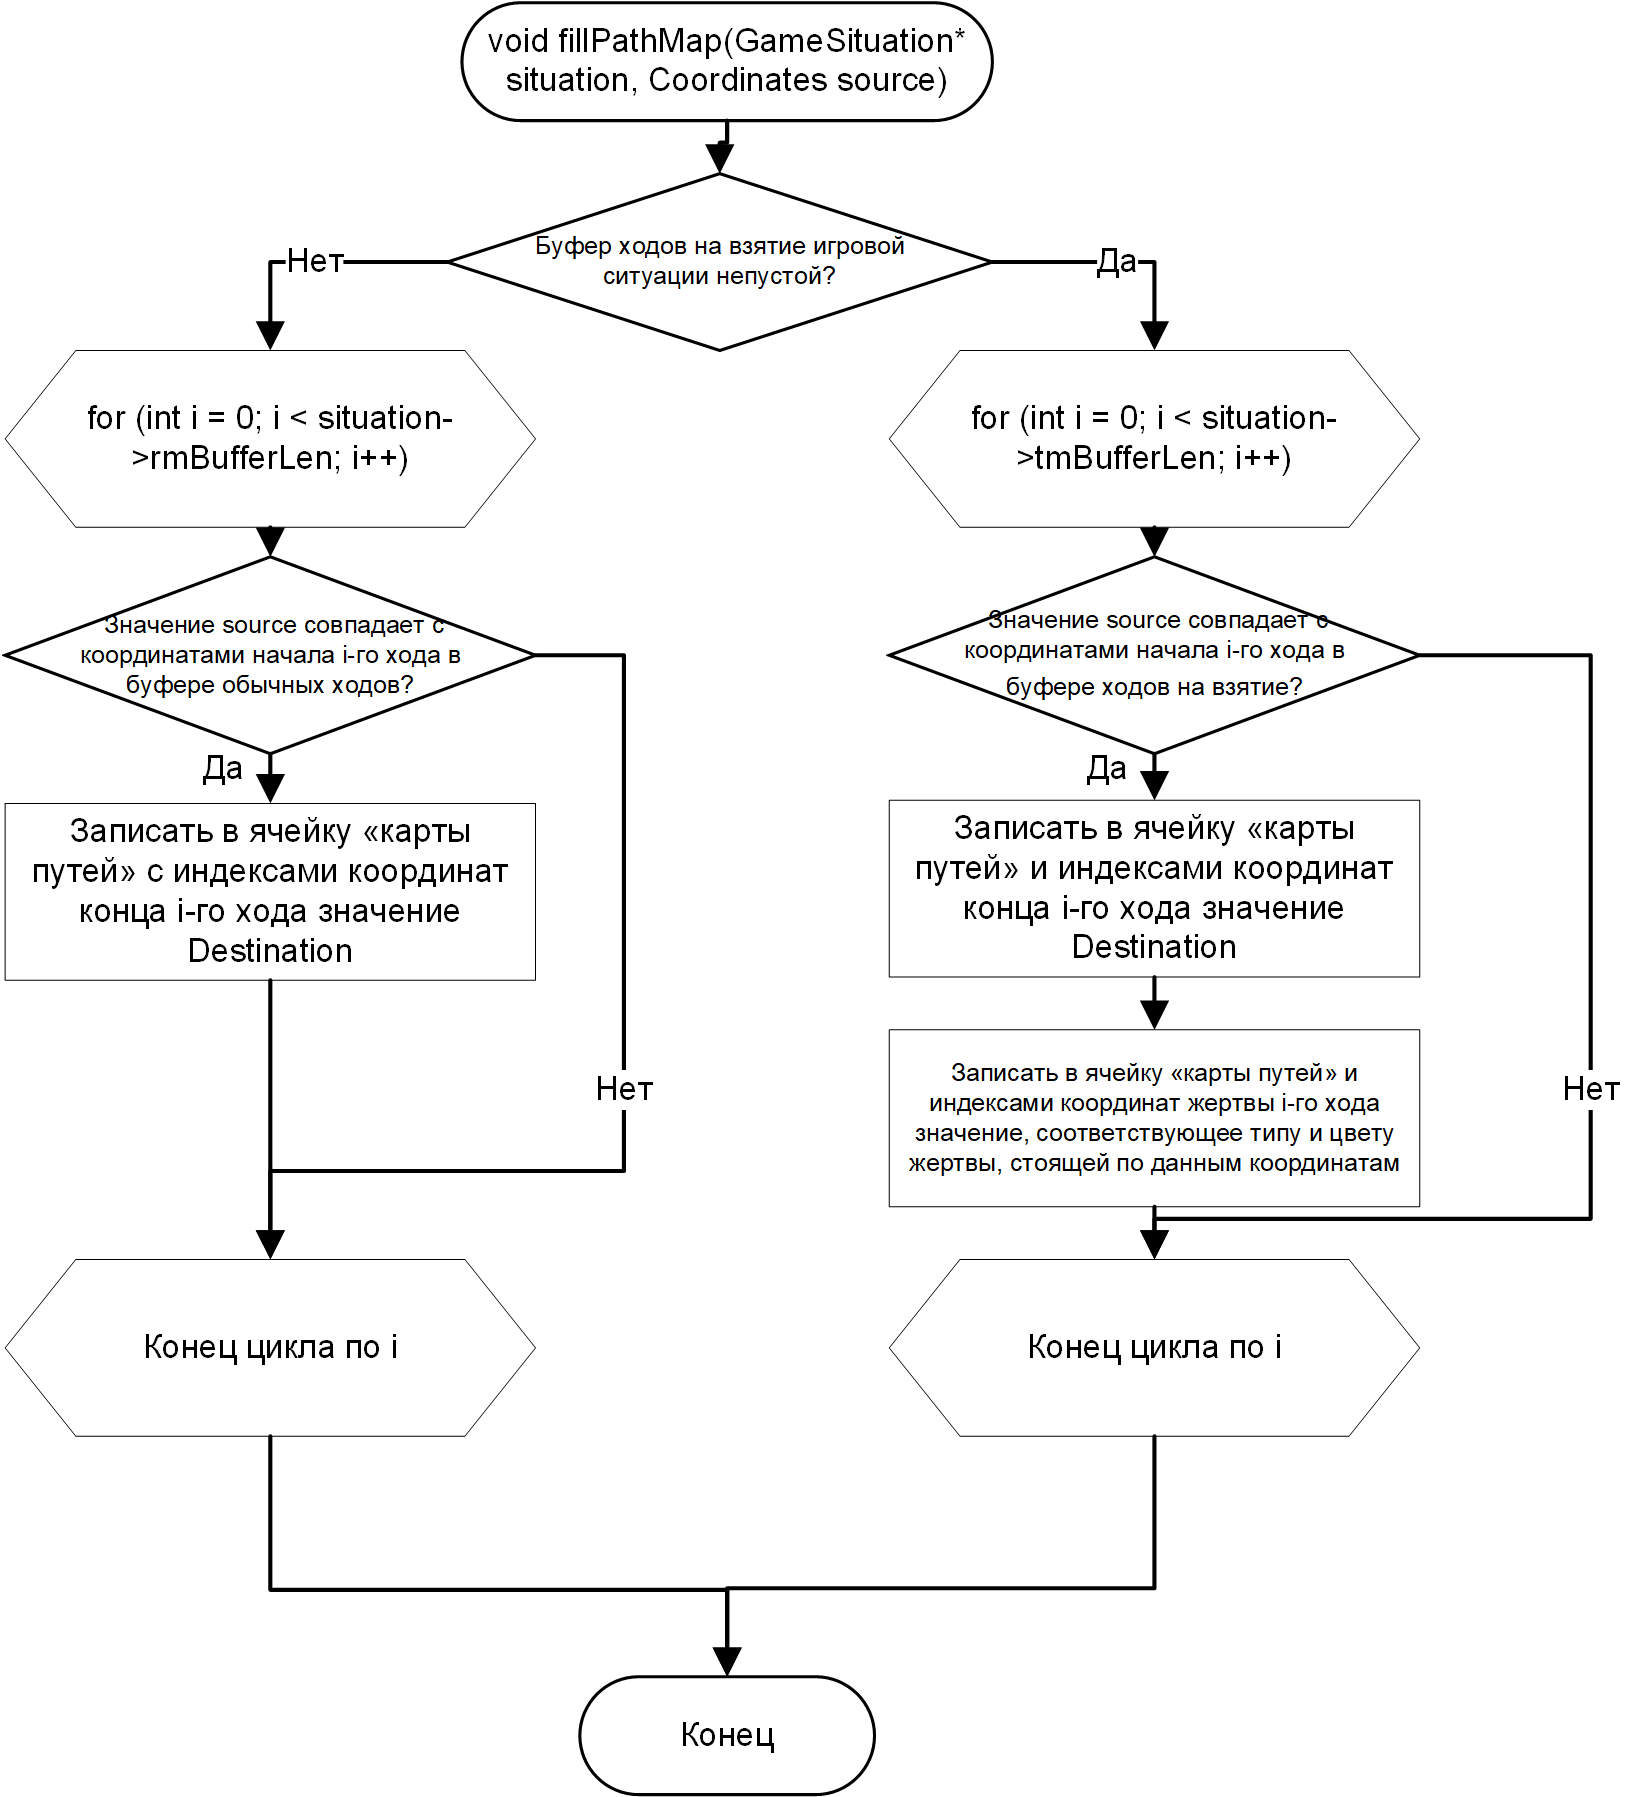 void fillPathMap(GameSituation*
situation, Coordinates source)
Буфер ходов на взятие игровой
ситуации непустой?
Нет
Да
for (int i = 0; i < situation-
>rmBufferLen; i++)
for (int i = 0; i < situation-
>tmBufferLen; i++)
Значение source совпадает с
координатами начала i-го хода в
буфере обычных ходов?
Значение source совпадает с
координатами начала i-го хода в
буфере ходов на взятие?
Да
Да
Записать в ячейку «карты
путей» с индексами координат
конца i-го хода значение
Destination
Записать в ячейку «карты
путей» и индексами координат
конца i-го хода значение
Destination
Записать в ячейку «карты путей» и
индексами координат жертвы i-го хода
значение, соответствующее типу и цвету
жертвы, стоящей по данным координатам
Нет
Нет
Конец цикла по i
Конец цикла по i
Конец